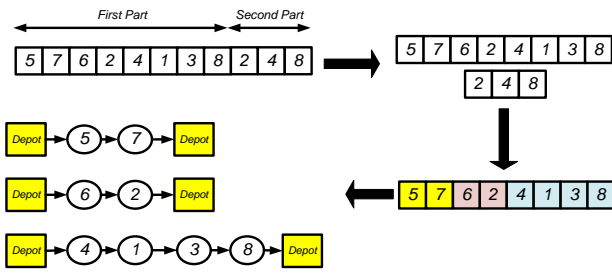 First Part Second Part
5 7 6 2 4 1 3 8 2 4 8
5 7 6 2 4 1 3 8
2 4 8
Depot 5 7 Depot
Depot 6 2 Depot
5 7 6 2 4 1 3 8
Depot 4 1 3 8 Depot